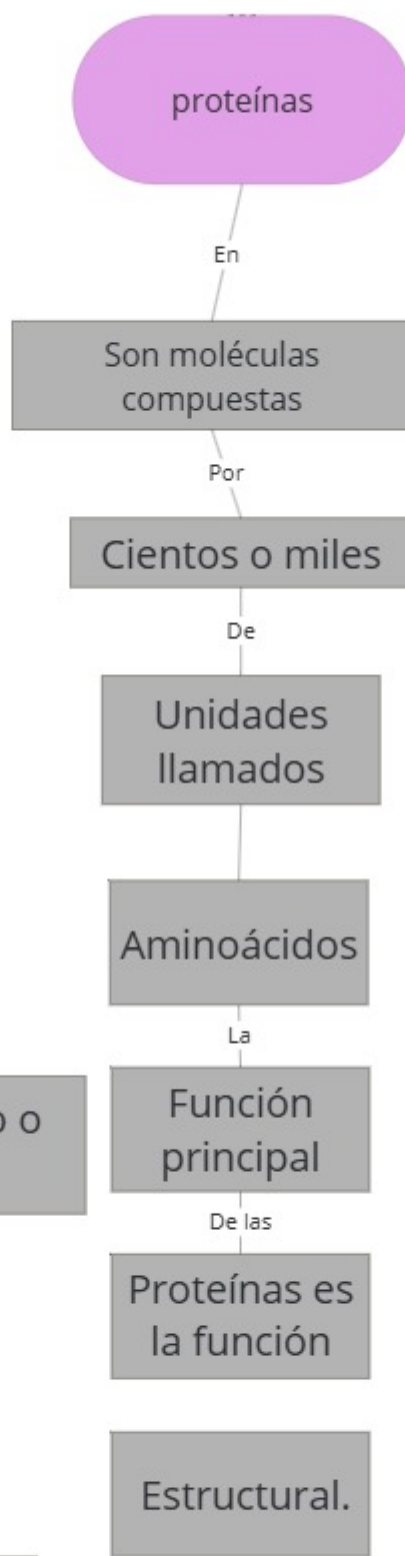 proteínas
En
Son moléculas
compuestas
Por
Cientos o miles
De
Unidades
llamados
Aminoácidos
La
Función
principal
o
De las
Proteínas es
la función
Estructural.